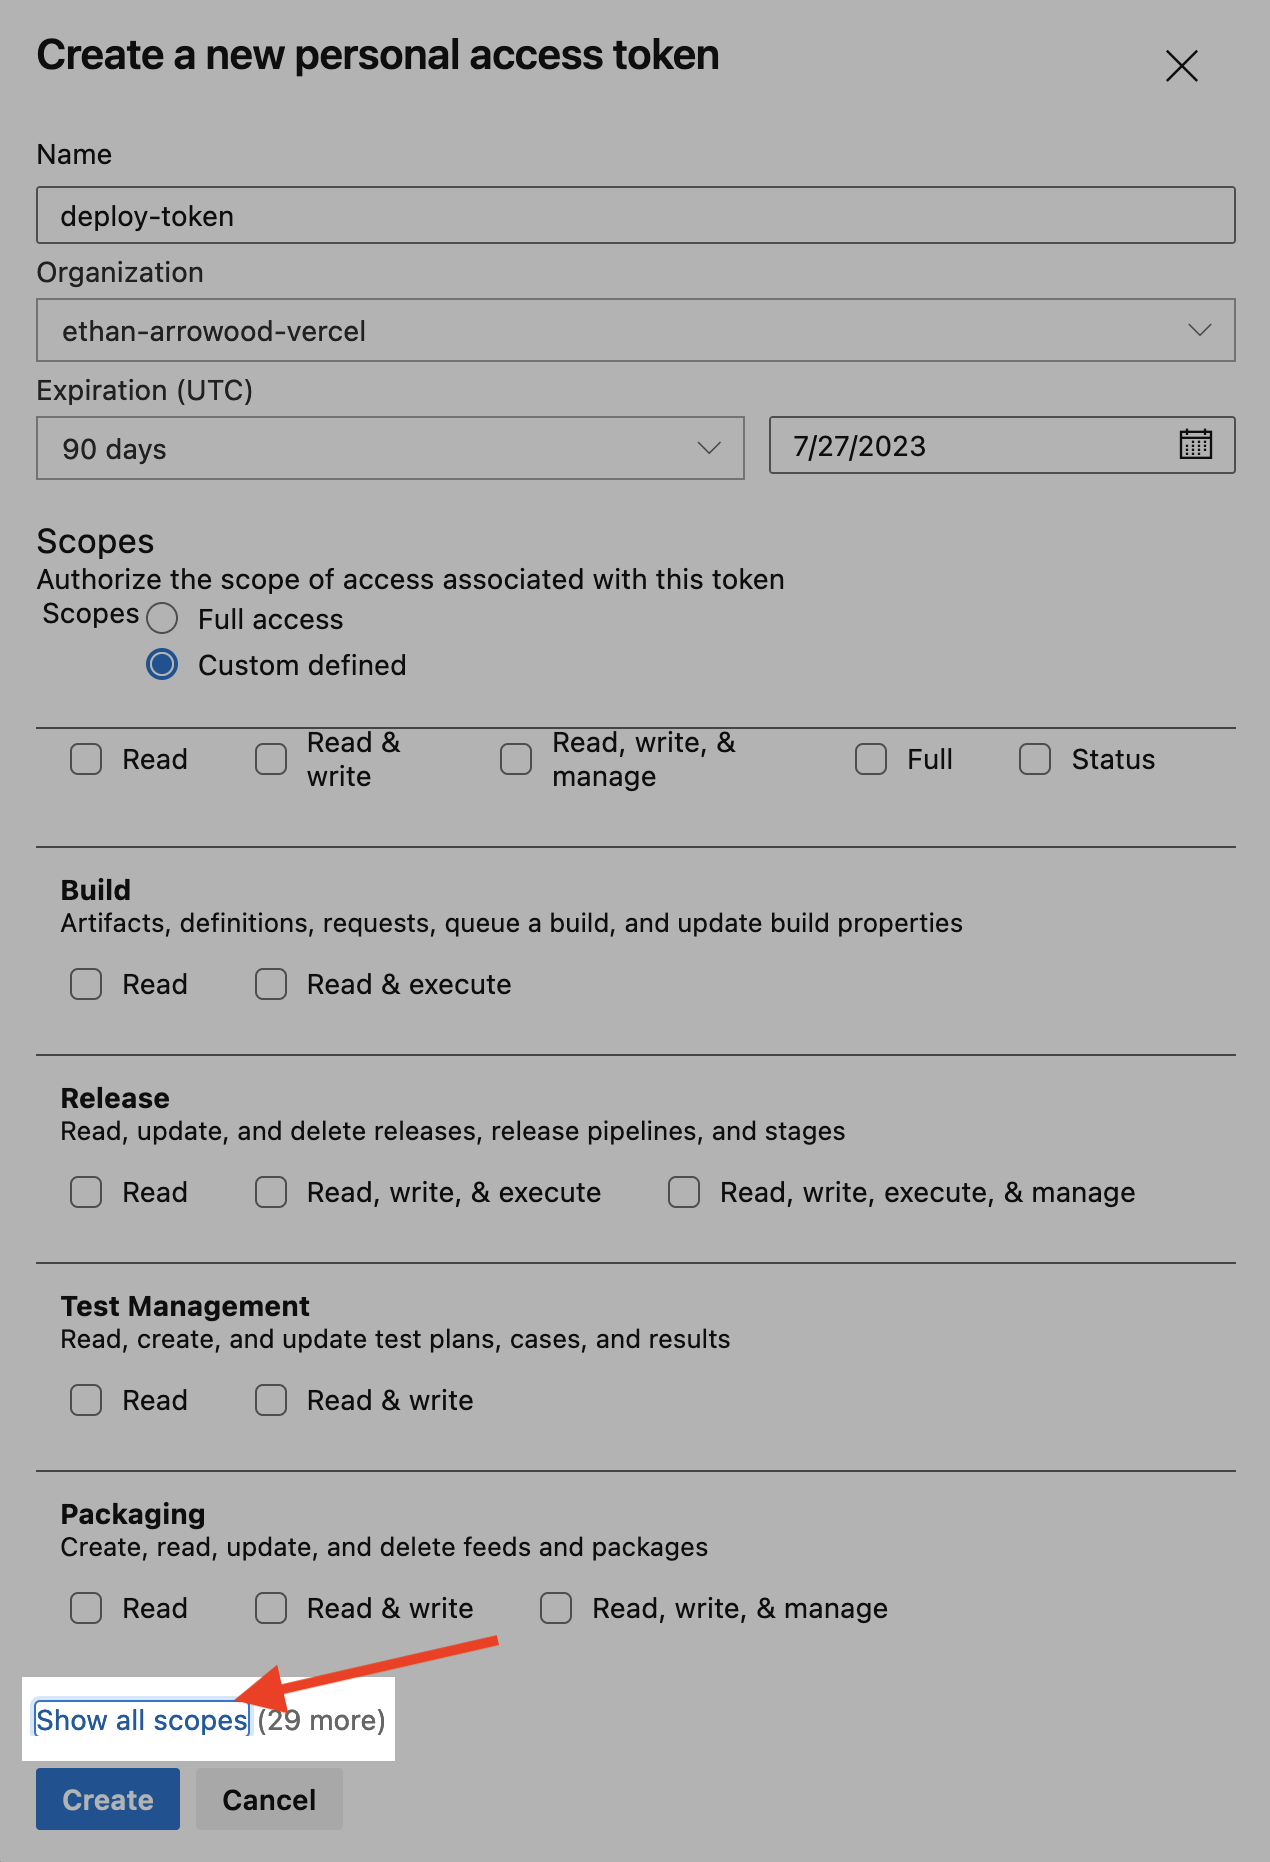 Create a new personal access token
Name
deploy-token
Organization
ethan-arrowood-vercel
Expiration (UTC)
90 days
7/27/2023
Scopes
Authorize the scope of access associated with this token
Scopes
Full access
Custom defined
Read
Read &
write
Read, write, &
manage
Full
Status
Build
Artifacts, definitions, requests, queue a build, and update build properties
Read
Read & execute
Release
Read, update, and delete releases, release pipelines, and stages
Read
Read, write, & execute
Read, write, execute, & manage
Test Management
Read, create, and update test plans, cases, and results
Read
Read & write
Packaging
Create, read, update, and delete feeds and packages
Read
Read & write
Read, write, & manage
Show all scopes (29 more)
Create
Cancel